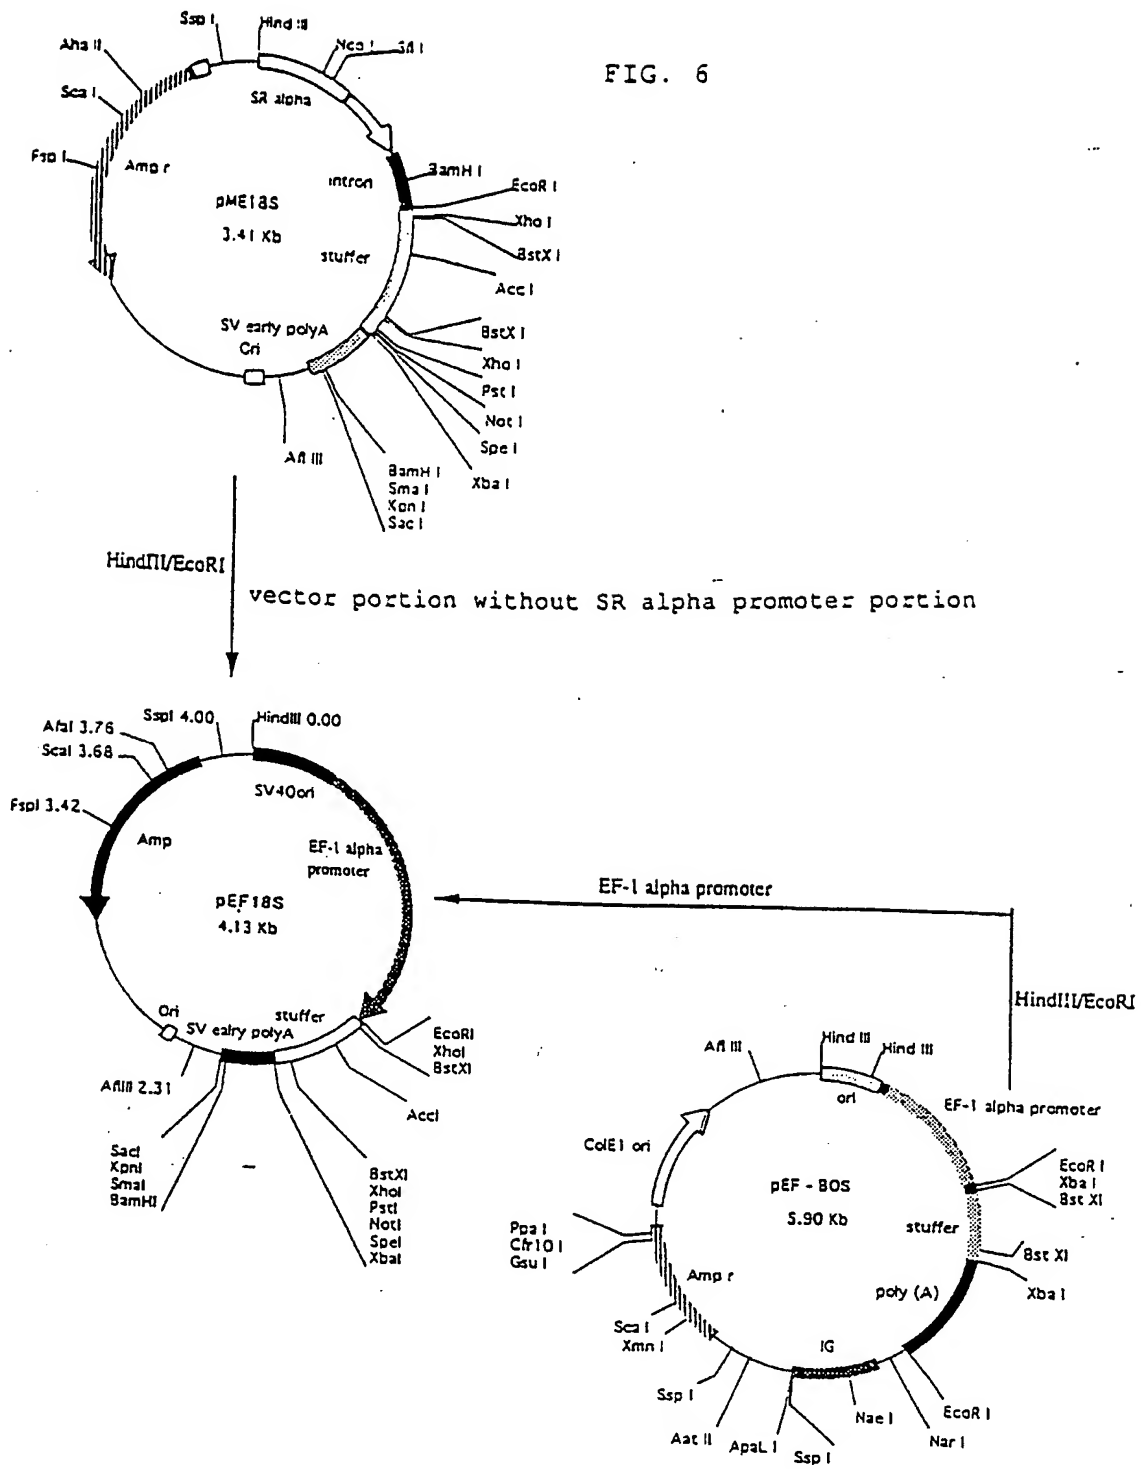 FIG. 6
Ssp I
Hind III
Nco I
Sfi I
Aha II
Sca I
Fsp I
SR alpha
Amp r
intron
BamH I
EcoR I
pME18S
3.41 Kb
Xho I
BstX I
stuffer
Acc I
SV early polyA
Ori
BstX I
Xho I
Pst I
Not I
Spe I
Xba I
Afl III
BamH I
Sma I
Kpn I
Sac I
HindIII/EcoRI
vector portion without SR alpha promoter portion
SspI 4.00
HindIII 0.00
AfaI 3.76
ScaI 3.68
FspI 3.42
SV40ori
Amp
EF-1 alpha
promoter
pEF18S
4.13 Kb
EF-1 alpha promoter
HindIII/EcoRI
Ori
SV ealry polyA
stuffer
EcoRI
XhoI
BstXI
AflIII 2.31
AccI
SacI
KpnI
SmaI
BamHI
BstXI
XhoI
PstI
NotI
SpeI
XbaI
Afl III
Hind III
Hind III
ori
EF-1 alpha promoter
ColE1 ori
pEF - BOS
5.90 Kb
EcoR I
Xba I
Bst XI
stuffer
Bst XI
Xba I
Ppa I
Cfr10 I
Gsu I
Amp r
poly (A)
Sca I
Xmn I
IG
Ssp I
Aat II
ApaL I
Ssp I
Nae I
Nar I
EcoR I